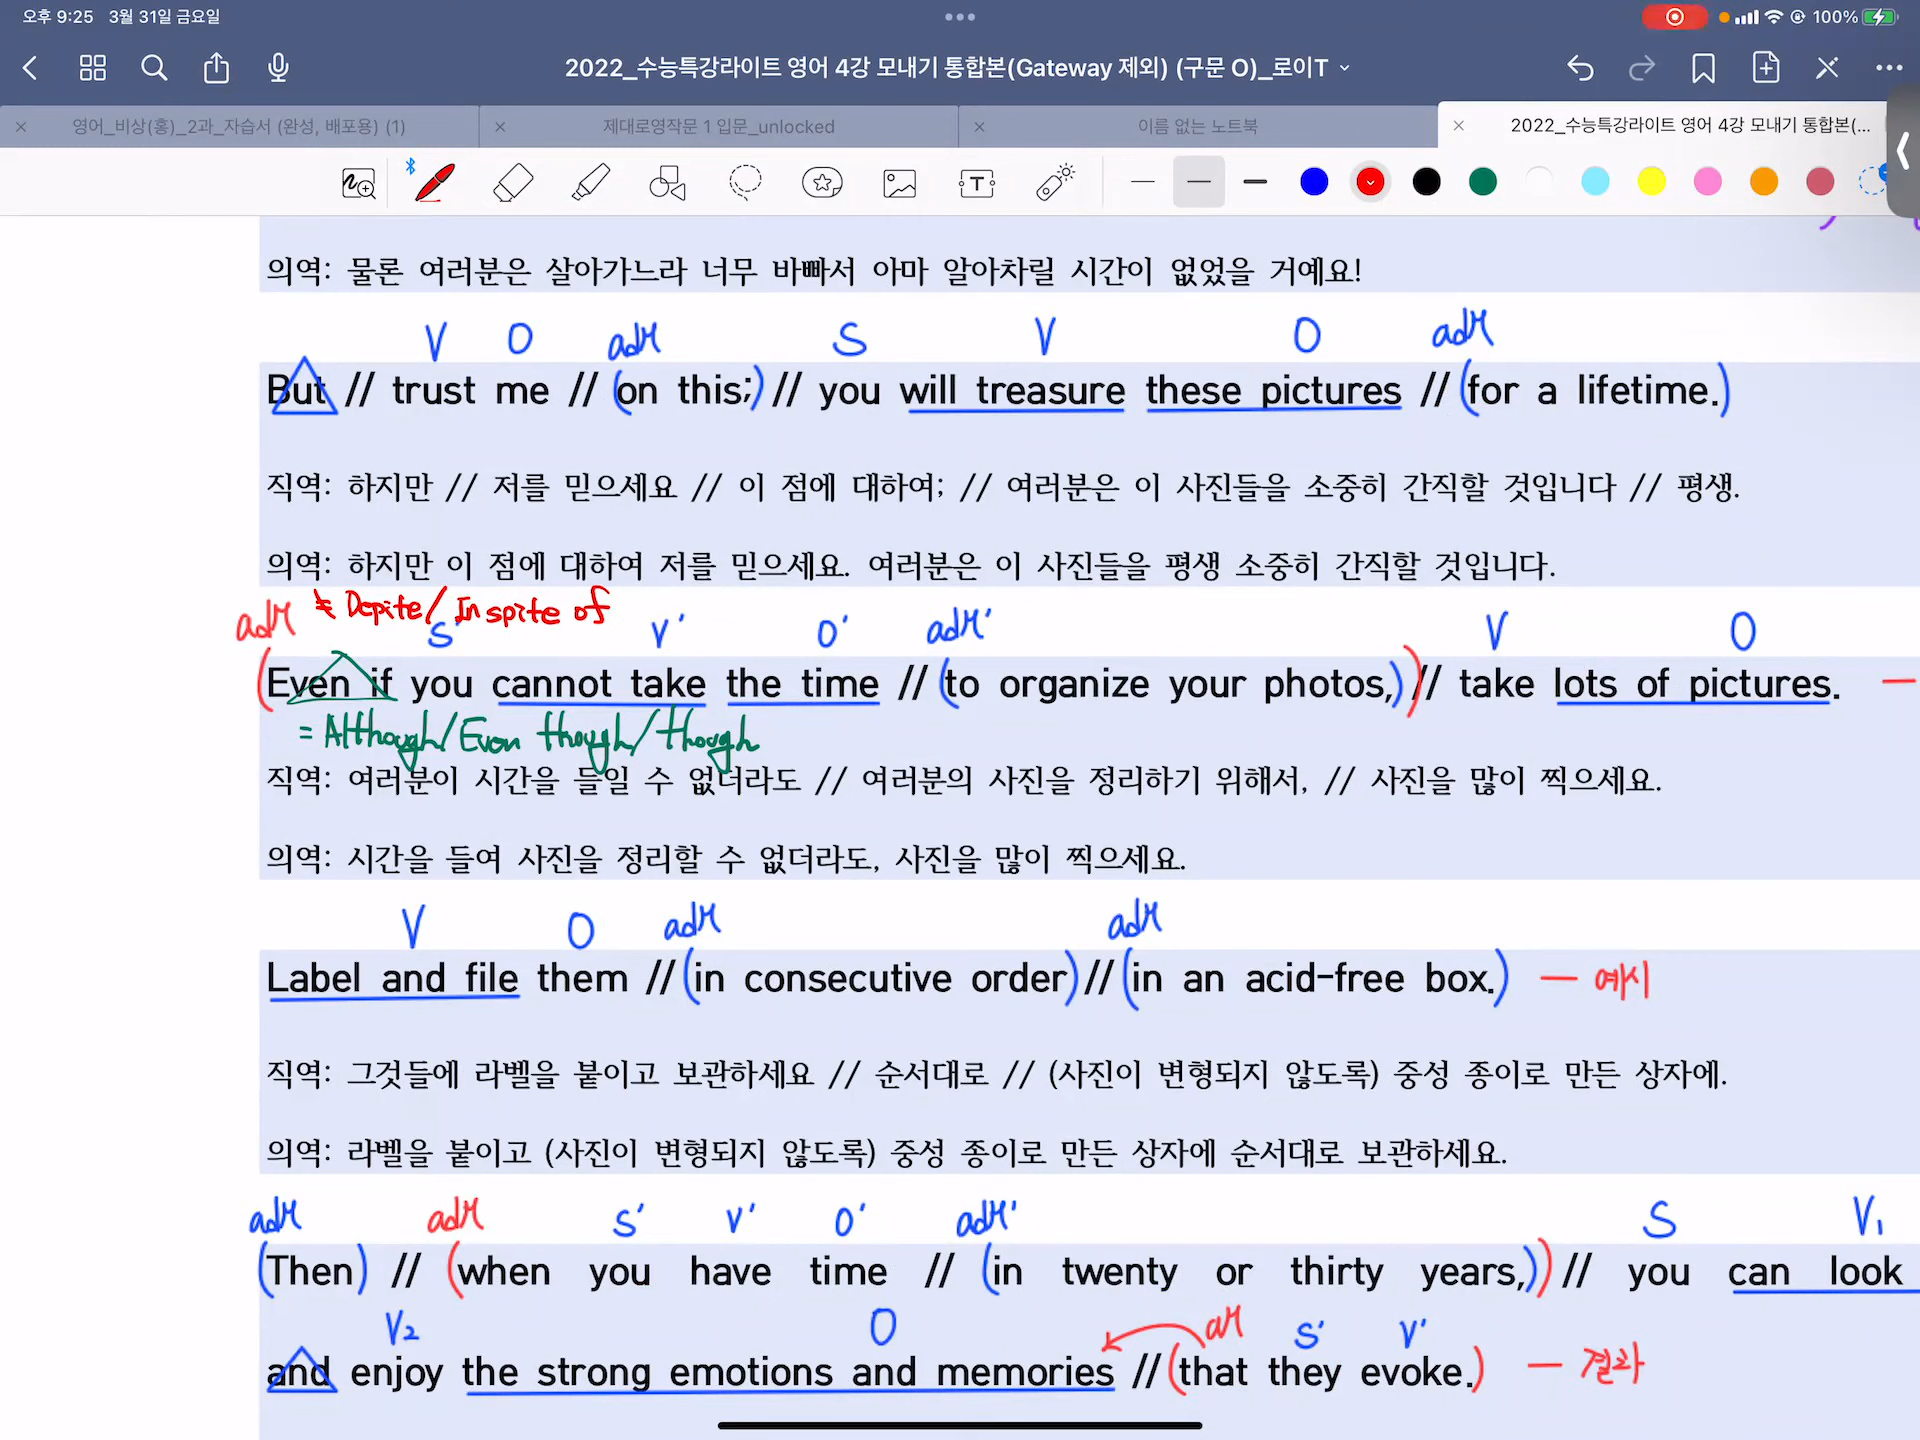 오후 9:25 3월 31일 금요일
100%
2022_수능특강라이트 영어 4강 모내기 통합본(Gateway 제외) (구문 O)_로이T
영어_비상(홍)_2과_자습서 (완성, 배포용) (1)
제대로영작문 1 입문_unlocked
이름 없는 노트북
2022_수능특강라이트 영어 4강 모내기 통합본(...
의역: 물론 여러분은 살아가느라 너무 바빠서 아마 알아차릴 시간이 없었을 거예요!
V O adM S V O adM
But // trust me // (on this;) // you will treasure these pictures // (for a lifetime.)
직역: 하지만 // 저를 믿으세요 // 이 점에 대하여; // 여러분은 이 사진들을 소중히 간직할 것입니다 // 평생.
의역: 하지만 이 점에 대하여 저를 믿으세요. 여러분은 이 사진들을 평생 소중히 간직할 것입니다.
≠ Depite/In spite of
adM S' V' O' adM' V O
(Even if you cannot take the time // (to organize your photos,)) // take lots of pictures. —
= Although/Even though/though
직역: 여러분이 시간을 들일 수 없더라도 // 여러분의 사진을 정리하기 위해서, // 사진을 많이 찍으세요.
의역: 시간을 들여 사진을 정리할 수 없더라도, 사진을 많이 찍으세요.
V O adM adM
Label and file them // (in consecutive order) // (in an acid-free box.) — 예시
직역: 그것들에 라벨을 붙이고 보관하세요 // 순서대로 // (사진이 변형되지 않도록) 중성 종이로 만든 상자에.
의역: 라벨을 붙이고 (사진이 변형되지 않도록) 중성 종이로 만든 상자에 순서대로 보관하세요.
adM adM S' V' O' adM' S V1
(Then) // (when you have time // (in twenty or thirty years,)) // you can look
V2 O aM S' V'
and enjoy the strong emotions and memories // (that they evoke.) — 결과